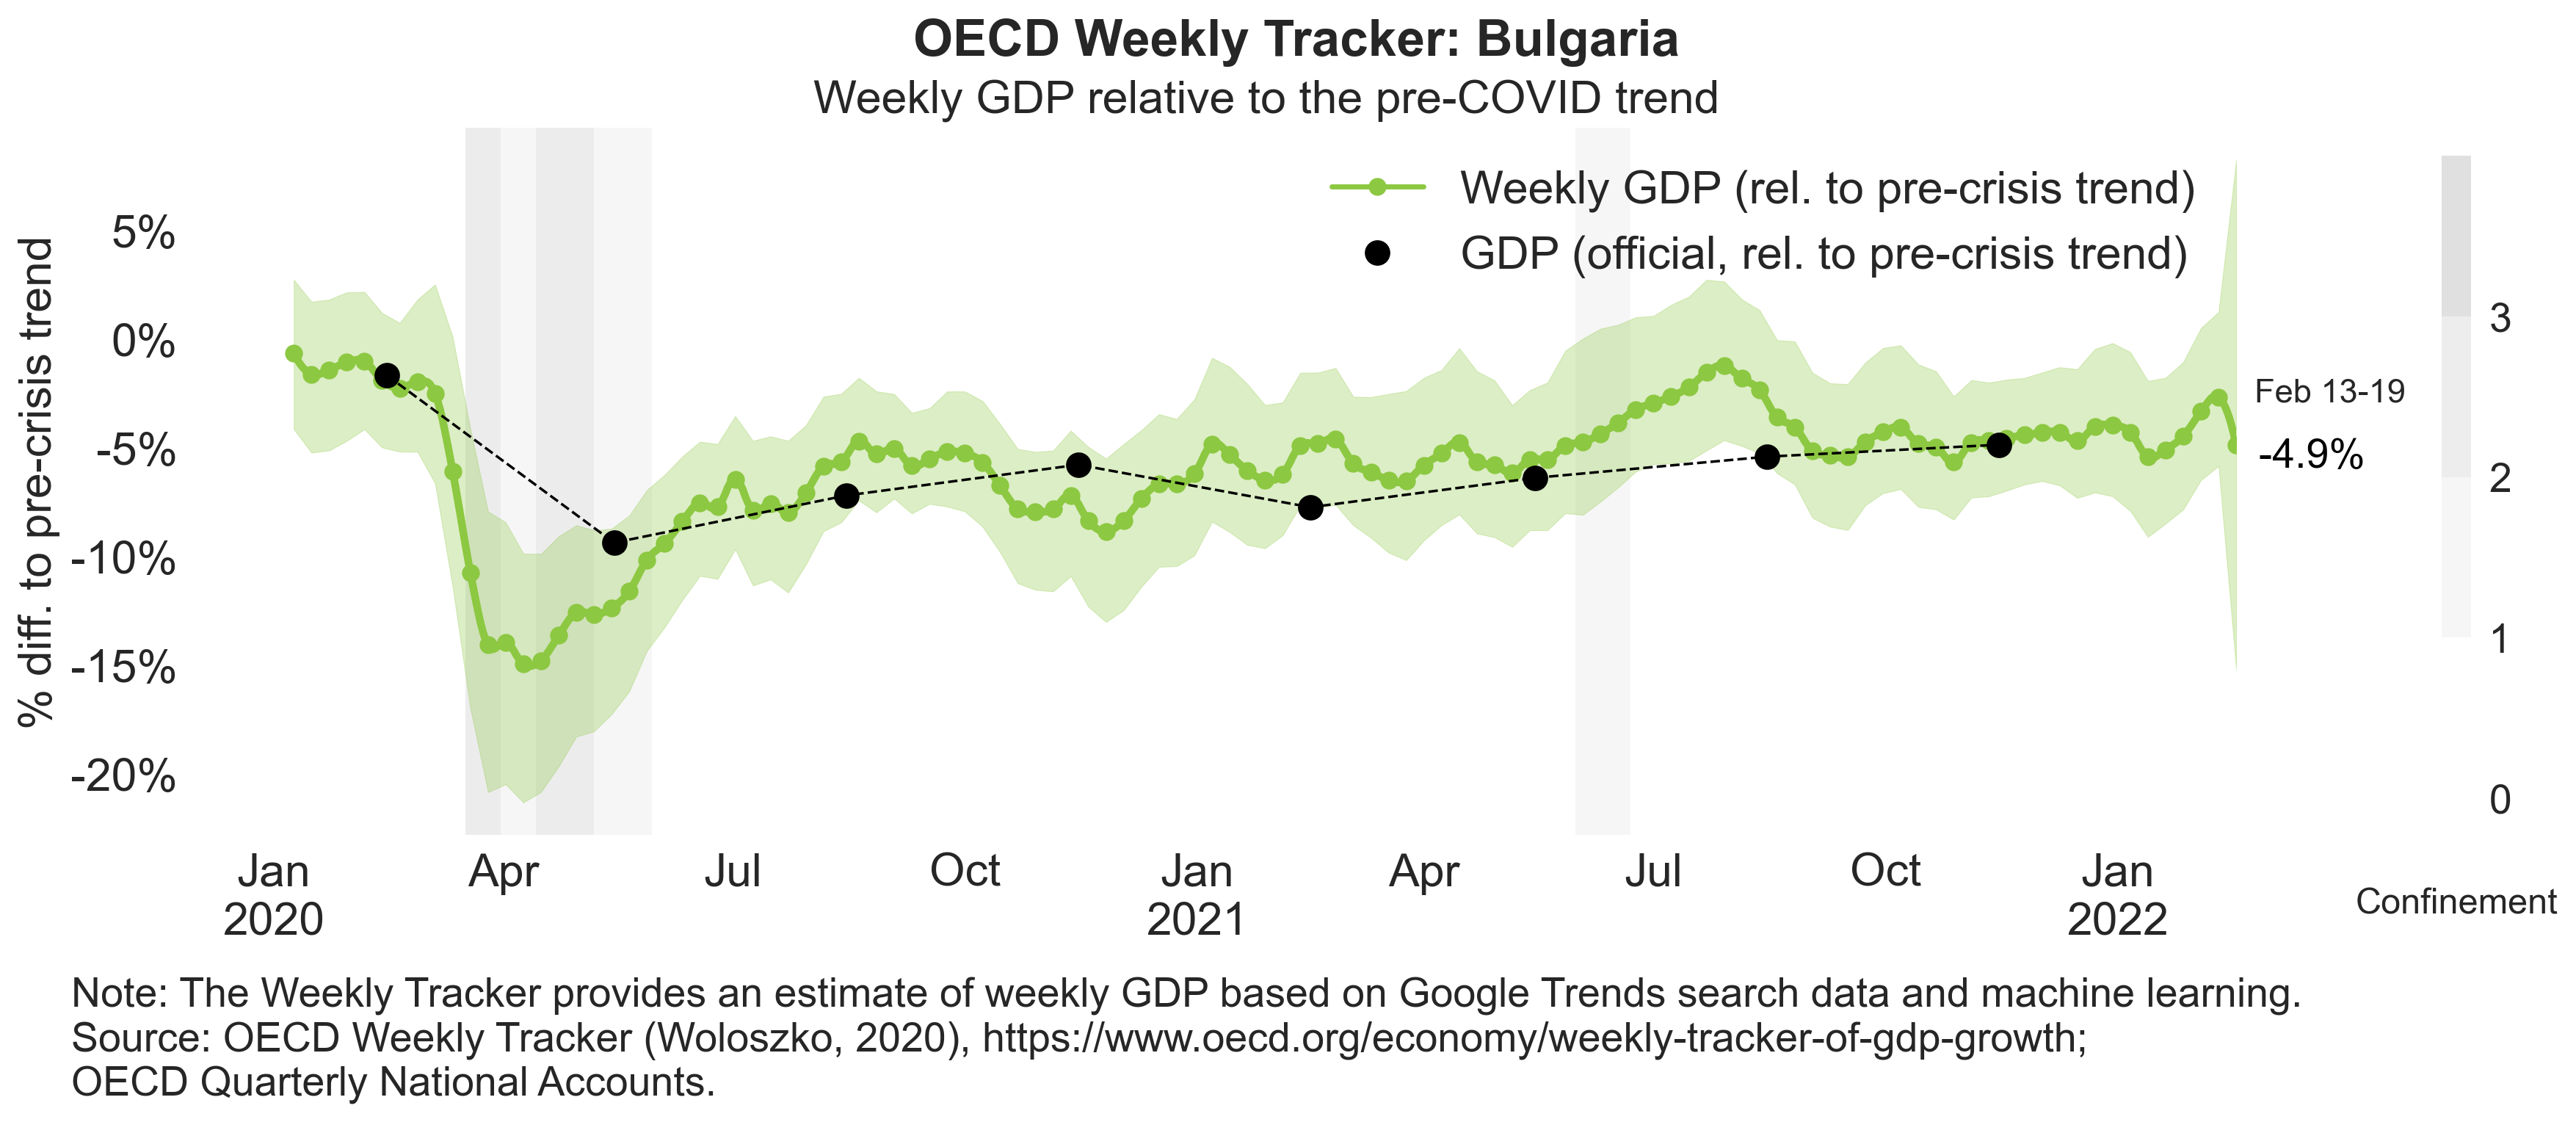 OECD Weekly Tracker: Bulgaria
Weekly GDP relative to the pre-COVID trend
Weekly GDP (rel. to pre-crisis trend)
GDP (official, rel. to pre-crisis trend)
% diff. to pre-crisis trend
5%
0%
-5%
-10%
-15%
-20%
Feb 13-19
-4.9%
3
2
1
0
Confinement
Jan Apr Jul Oct Jan Apr Jul Oct Jan
2020 2021 2022
Note: The Weekly Tracker provides an estimate of weekly GDP based on Google Trends search data and machine learning.
Source: OECD Weekly Tracker (Woloszko, 2020), https://www.oecd.org/economy/weekly-tracker-of-gdp-growth;
OECD Quarterly National Accounts.